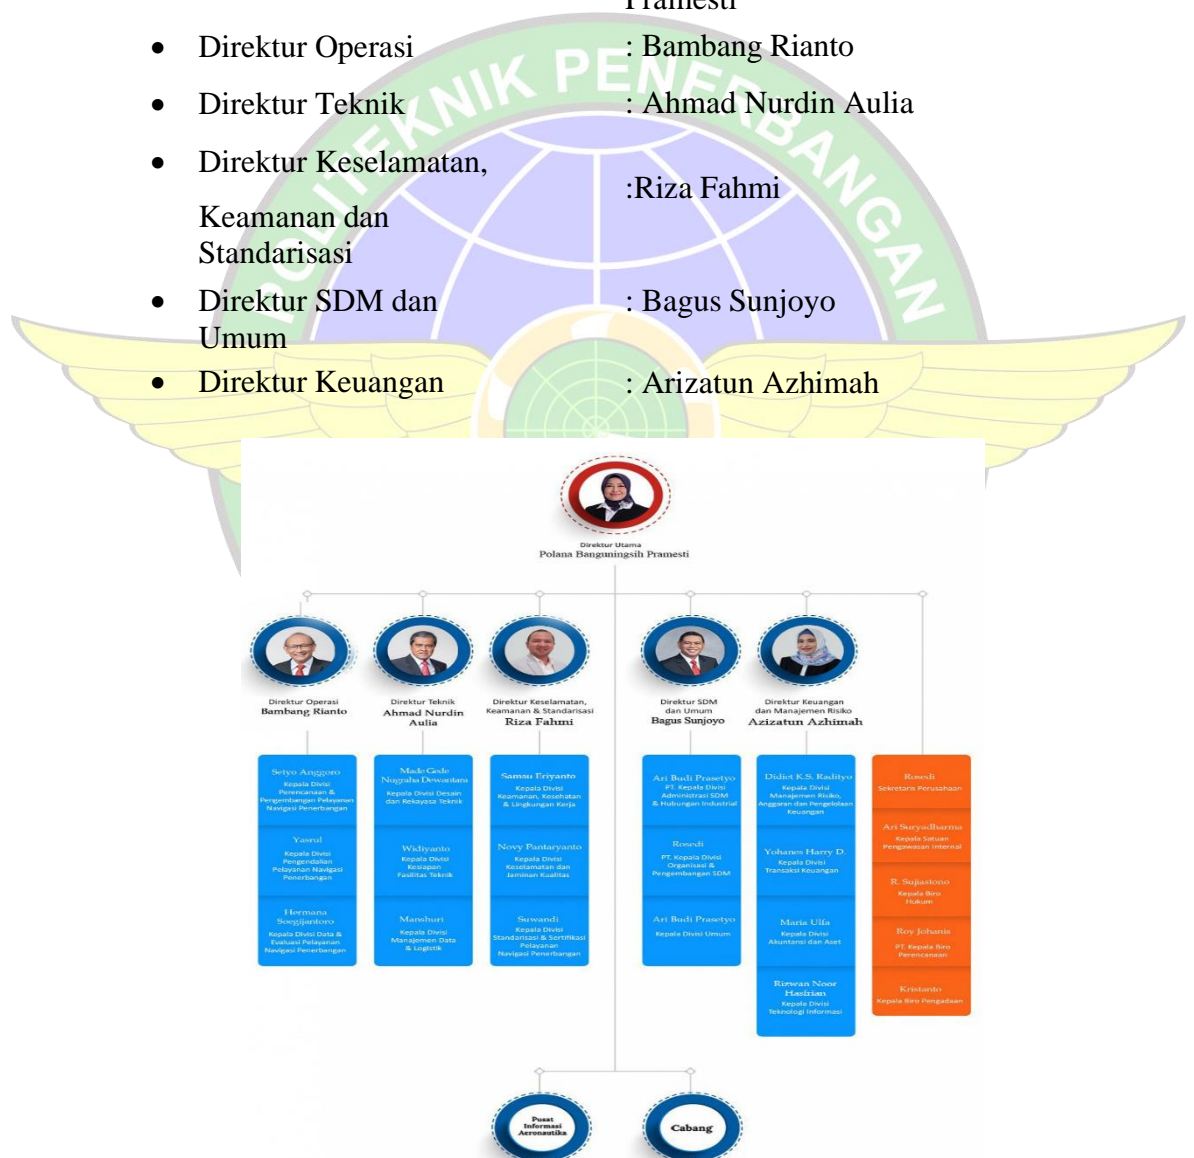 Pramesti
• Direktur Operasi : Bambang Rianto
• Direktur Teknik : Ahmad Nurdin Aulia
• Direktur Keselamatan,
:Riza Fahmi
Keamanan dan
Standarisasi
• Direktur SDM dan : Bagus Sunjoyo
Umum
• Direktur Keuangan : Arizatun Azhimah
POLITEKNIK PENERBANGAN
Direktur Utama
Polana Banguningsih Pramesti
Direktur Operasi
Bambang Rianto
Direktur Teknik
Ahmad Nurdin
Aulia
Direktur Keselamatan,
Keamanan & Standarisasi
Riza Fahmi
Direktur SDM
dan Umum
Bagus Sunjoyo
Direktur Keuangan
dan Manajemen Risiko
Azizatun Azhimah
Setyo Anggoro
Kepala Divisi
Perencanaan &
Pengembangan Pelayanan
Navigasi Penerbangan
Yasrul
Kepala Divisi
Pengendalian
Pelayanan Navigasi
Penerbangan
Hermana
Soegijantoro
Kepala Divisi Data &
Evaluasi Pelayanan
Navigasi Penerbangan
Made Gede
Nugraha Dewantara
Kepala Divisi Desain
dan Rekayasa Teknik
Widiyanto
Kepala Divisi
Kesiapan
Fasilitas Teknik
Manshuri
Kepala Divisi
Manajemen Data
& Logistik
Samsu Eriyanto
Kepala Divisi
Keamanan, Kesehatan
& Lingkungan Kerja
Novy Pantaryanto
Kepala Divisi
Keselamatan dan
Jaminan Kualitas
Suwandi
Kepala Divisi
Standarisasi & Sertifikasi
Pelayanan
Navigasi Penerbangan
Ari Budi Prasetyo
PT. Kepala Divisi
Administrasi SDM
& Hubungan Industrial
Rosedi
PT. Kepala Divisi
Organisasi &
Pengembangan SDM
Ari Budi Prasetyo
Kepala Divisi Umum
Didiet K.S. Radityo
Kepala Divisi
Manajemen Risiko,
Anggaran dan Pengelolaan
Keuangan
Yohanes Harry D.
Kepala Divisi
Transaksi Keuangan
Maria Ulfa
Kepala Divisi
Akuntansi dan Aset
Rizwan Noor
Hasfrian
Kepala Divisi
Teknologi Informasi
Rosedi
Sekretaris Perusahaan
Ari Suryadharma
Kepala Satuan
Pengawasan Internal
R. Sujiastono
Kepala Biro
Hukum
Roy Johanis
PT. Kepala Biro
Perencanaan
Kristanto
Kepala Biro Pengadaan
Pusat
Informasi
Aeronautika
Cabang